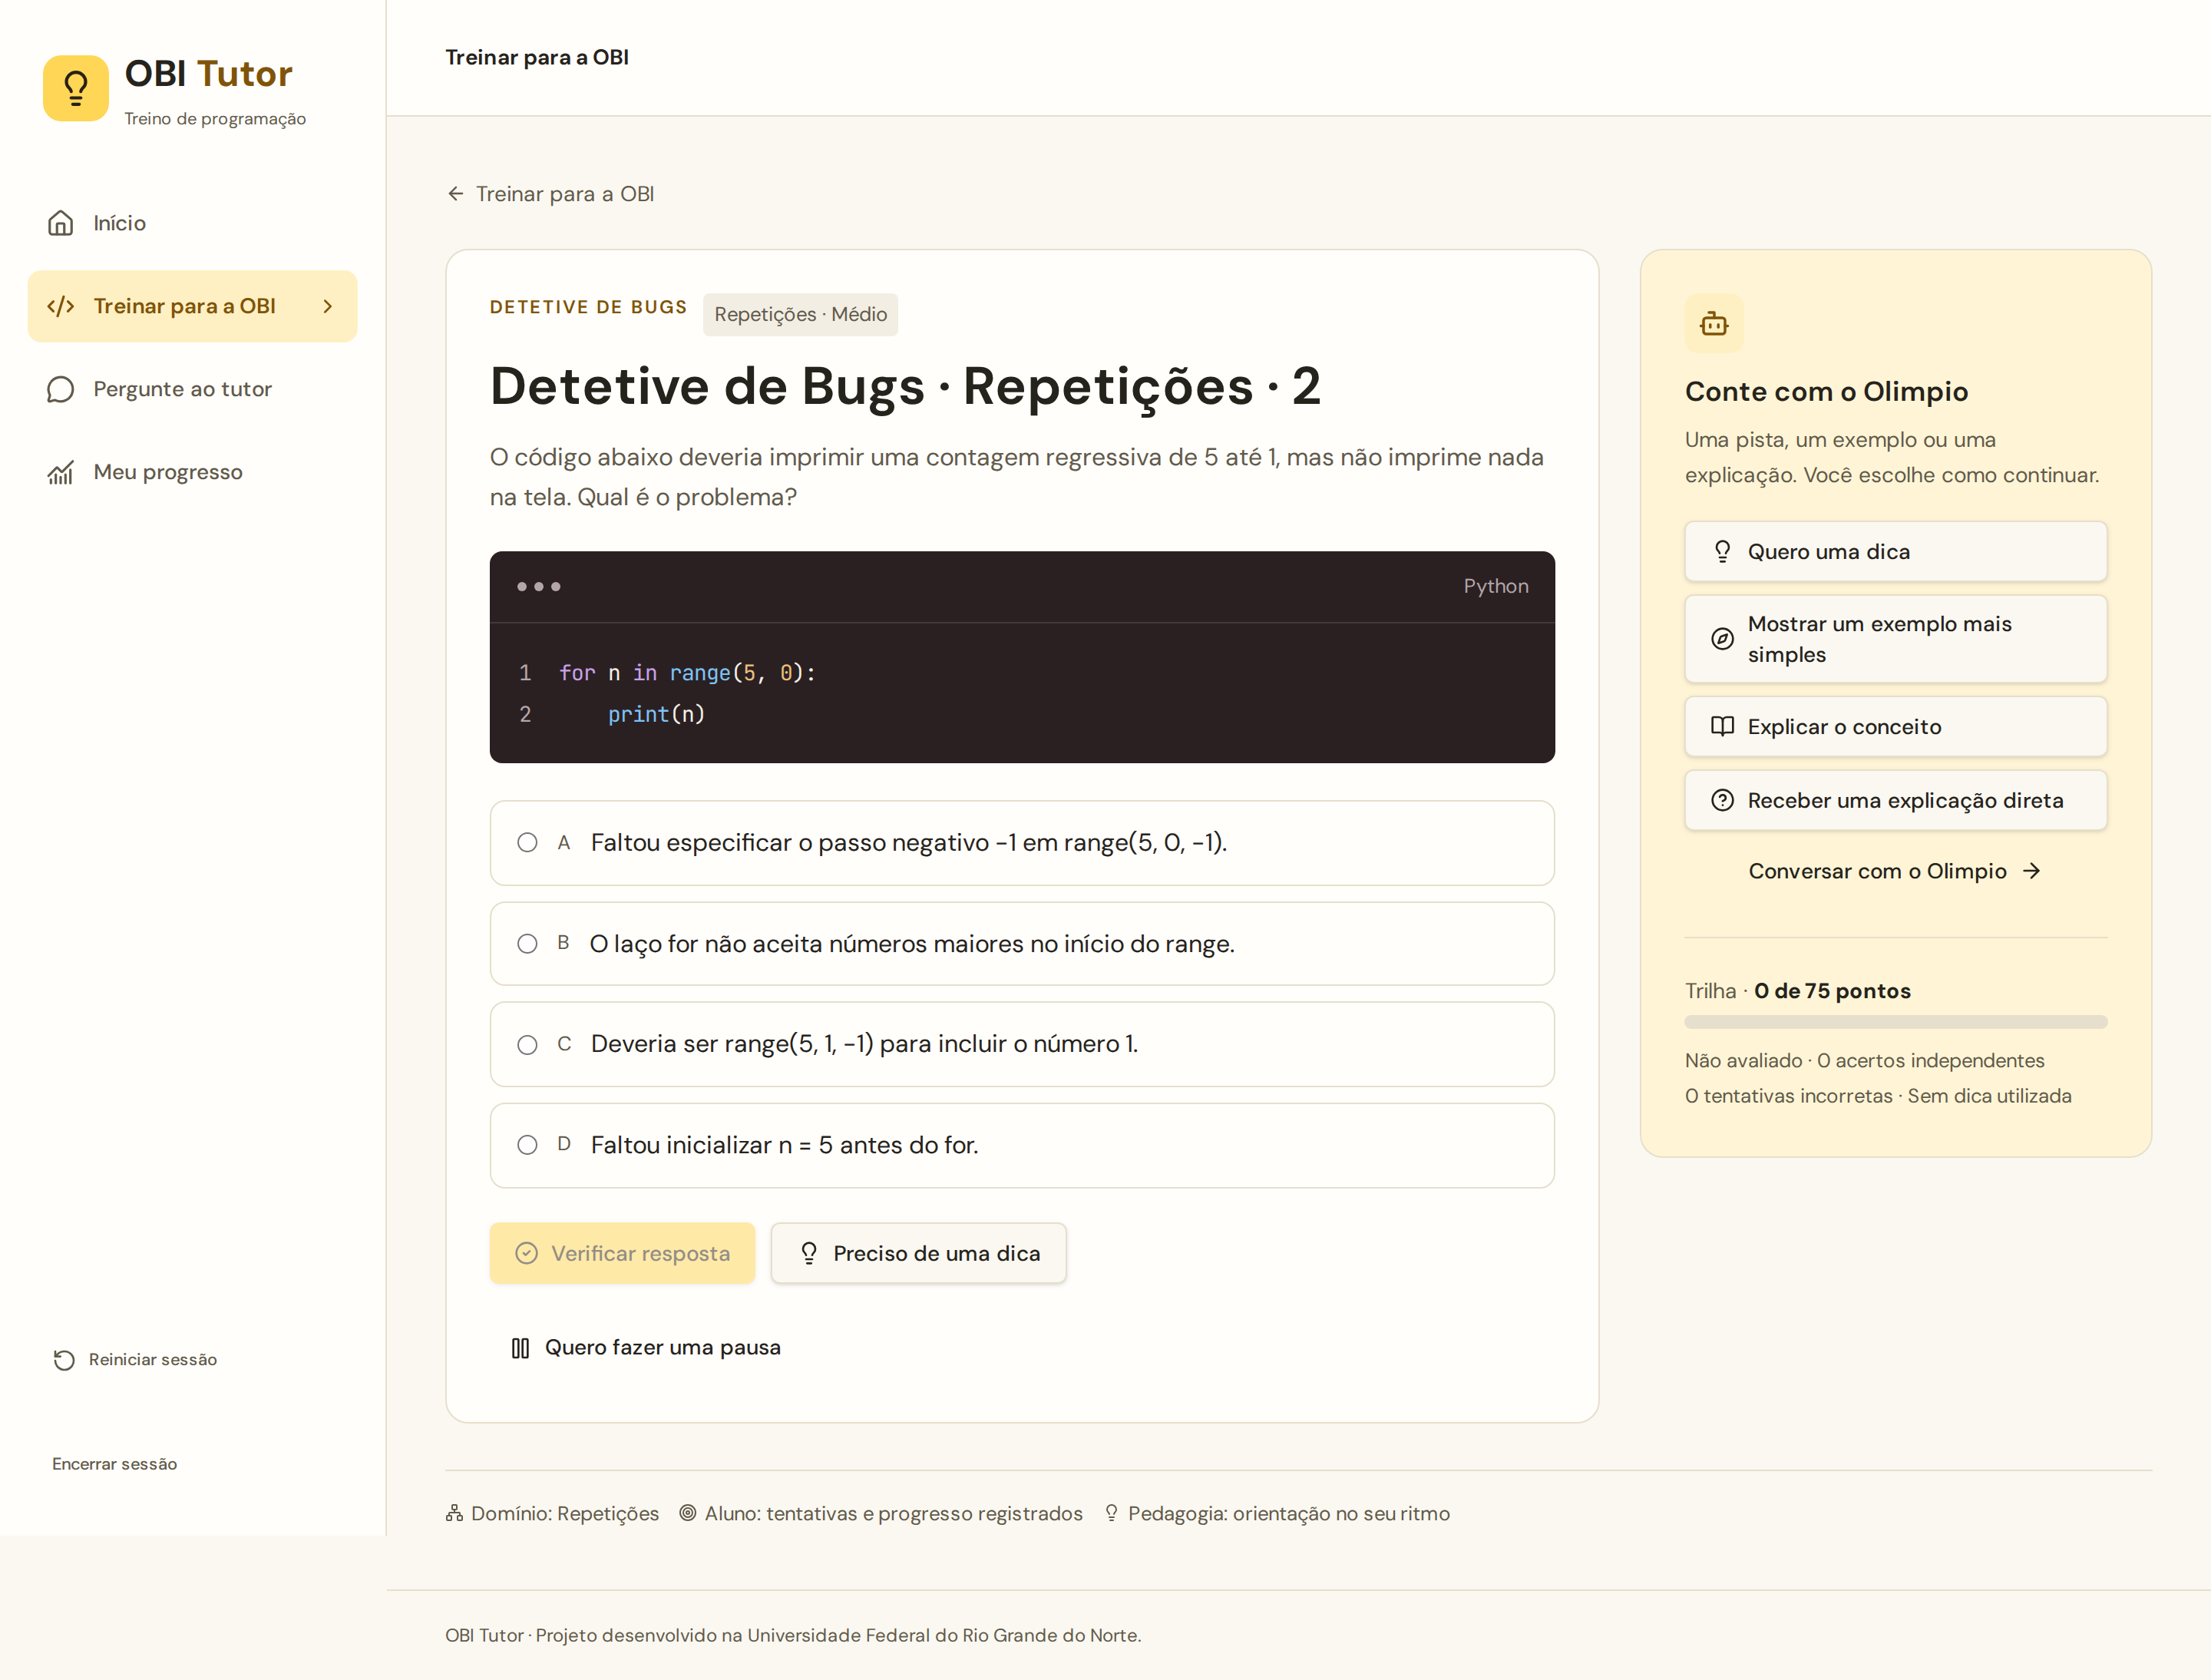 OBI Tutor
Treino de programação
Início
Treinar para a OBI
Pergunte ao tutor
Meu progresso
Reiniciar sessão
Encerrar sessão
Treinar para a OBI
Treinar para a OBI
DETETIVE DE BUGS
Repetições · Médio
Detetive de Bugs · Repetições · 2
O código abaixo deveria imprimir uma contagem regressiva de 5 até 1, mas não imprime nada
na tela. Qual é o problema?
Python
1 for n in range(5, 0):
2     print(n)
A Faltou especificar o passo negativo -1 em range(5, 0, -1).
B O laço for não aceita números maiores no início do range.
C Deveria ser range(5, 1, -1) para incluir o número 1.
D Faltou inicializar n = 5 antes do for.
Verificar resposta
Preciso de uma dica
Quero fazer uma pausa
Conte com o Olimpio
Uma pista, um exemplo ou uma
explicação. Você escolhe como continuar.
Quero uma dica
Mostrar um exemplo mais
simples
Explicar o conceito
Receber uma explicação direta
Conversar com o Olimpio
Trilha · 0 de 75 pontos
Não avaliado · 0 acertos independentes
0 tentativas incorretas · Sem dica utilizada
Domínio: Repetições
Aluno: tentativas e progresso registrados
Pedagogia: orientação no seu ritmo
OBI Tutor · Projeto desenvolvido na Universidade Federal do Rio Grande do Norte.